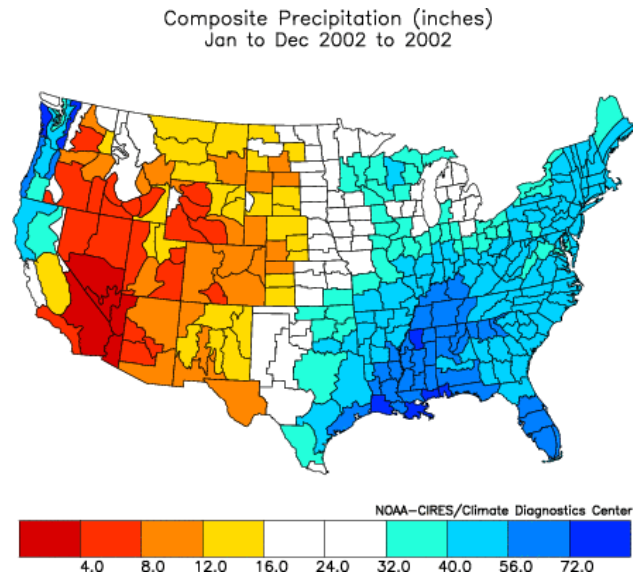 Composite Precipitation (inches)
Jan to Dec 2002 to 2002
NOAA-CIRES/Climate Diagnostics Center
4.0 8.0 12.0 16.0 24.0 32.0 40.0 56.0 72.0